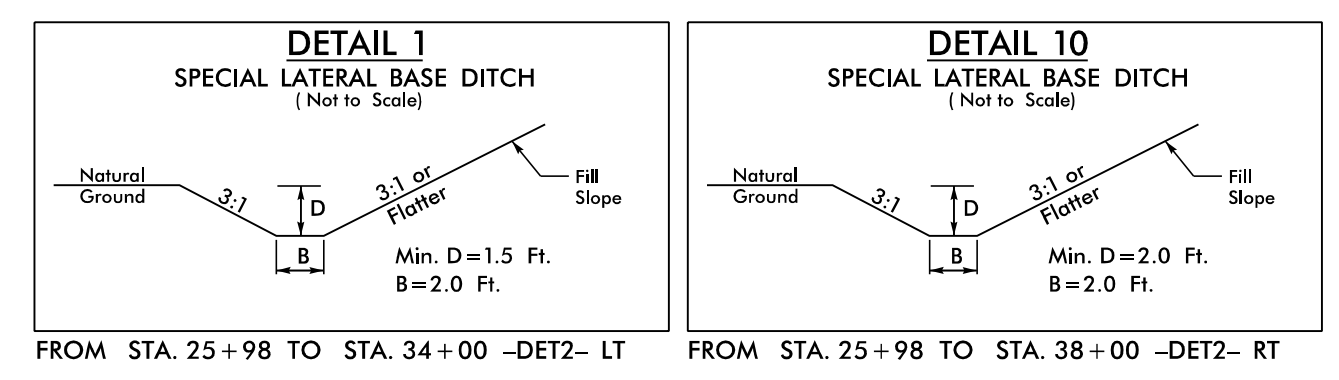 DETAIL 1
SPECIAL LATERAL BASE DITCH
( Not to Scale)
Natural
Ground
3:1
D
B
3:1 or
Flatter
Fill
Slope
Min. D=1.5 Ft.
B=2.0 Ft.
FROM STA. 25+98 TO STA. 34+00 –DET2– LT
DETAIL 10
SPECIAL LATERAL BASE DITCH
( Not to Scale)
Natural
Ground
3:1
D
B
3:1 or
Flatter
Fill
Slope
Min. D=2.0 Ft.
B=2.0 Ft.
FROM STA. 25+98 TO STA. 38+00 –DET2– RT